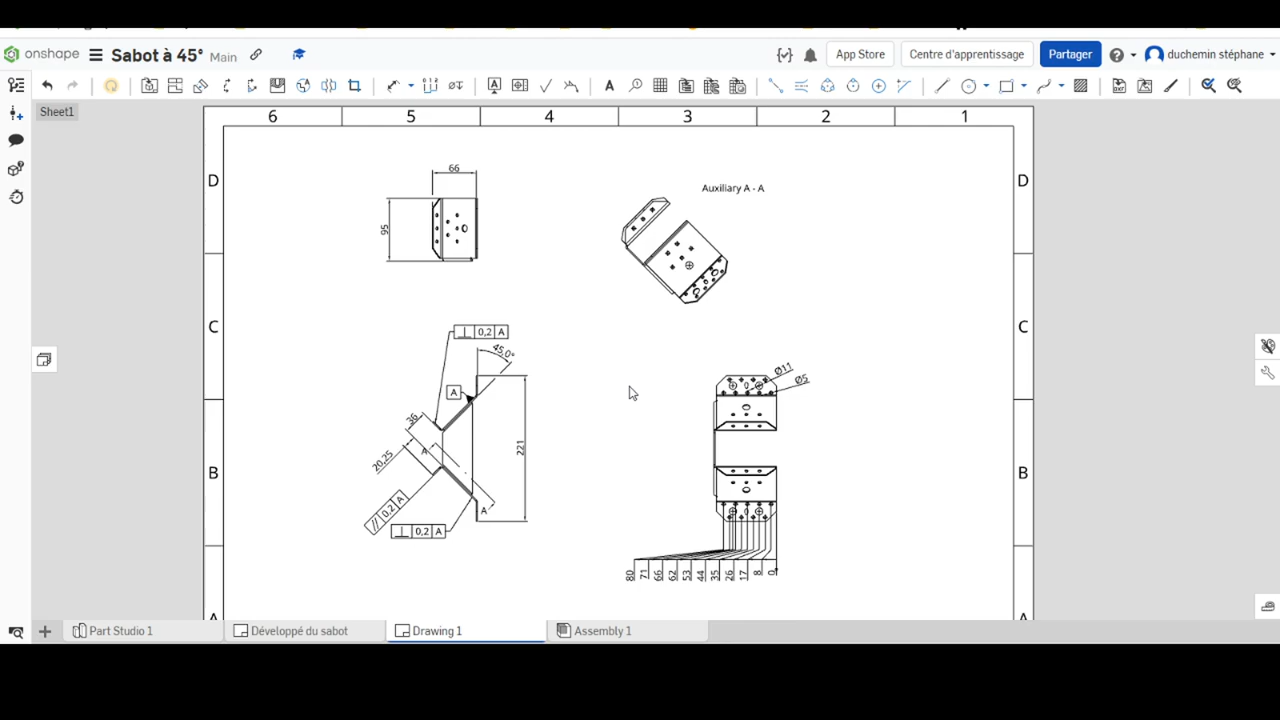 onshape
Sabot à 45° Main
App Store
Centre d'apprentissage
Partager
duchemin stéphane
Sheet1
6 5 4 3 2 1
D
D
66
95
Auxiliary A - A
C
C
⊥ 0,2 A
45,0°
A
36
20,25
A
221
A
// 0,2 A
⊥ 0,2 A
Ø11
Ø5
B
B
80 71 66 62 53 44 35 26 17 8 0
A
A
Part Studio 1
Développé du sabot
Drawing 1
Assembly 1